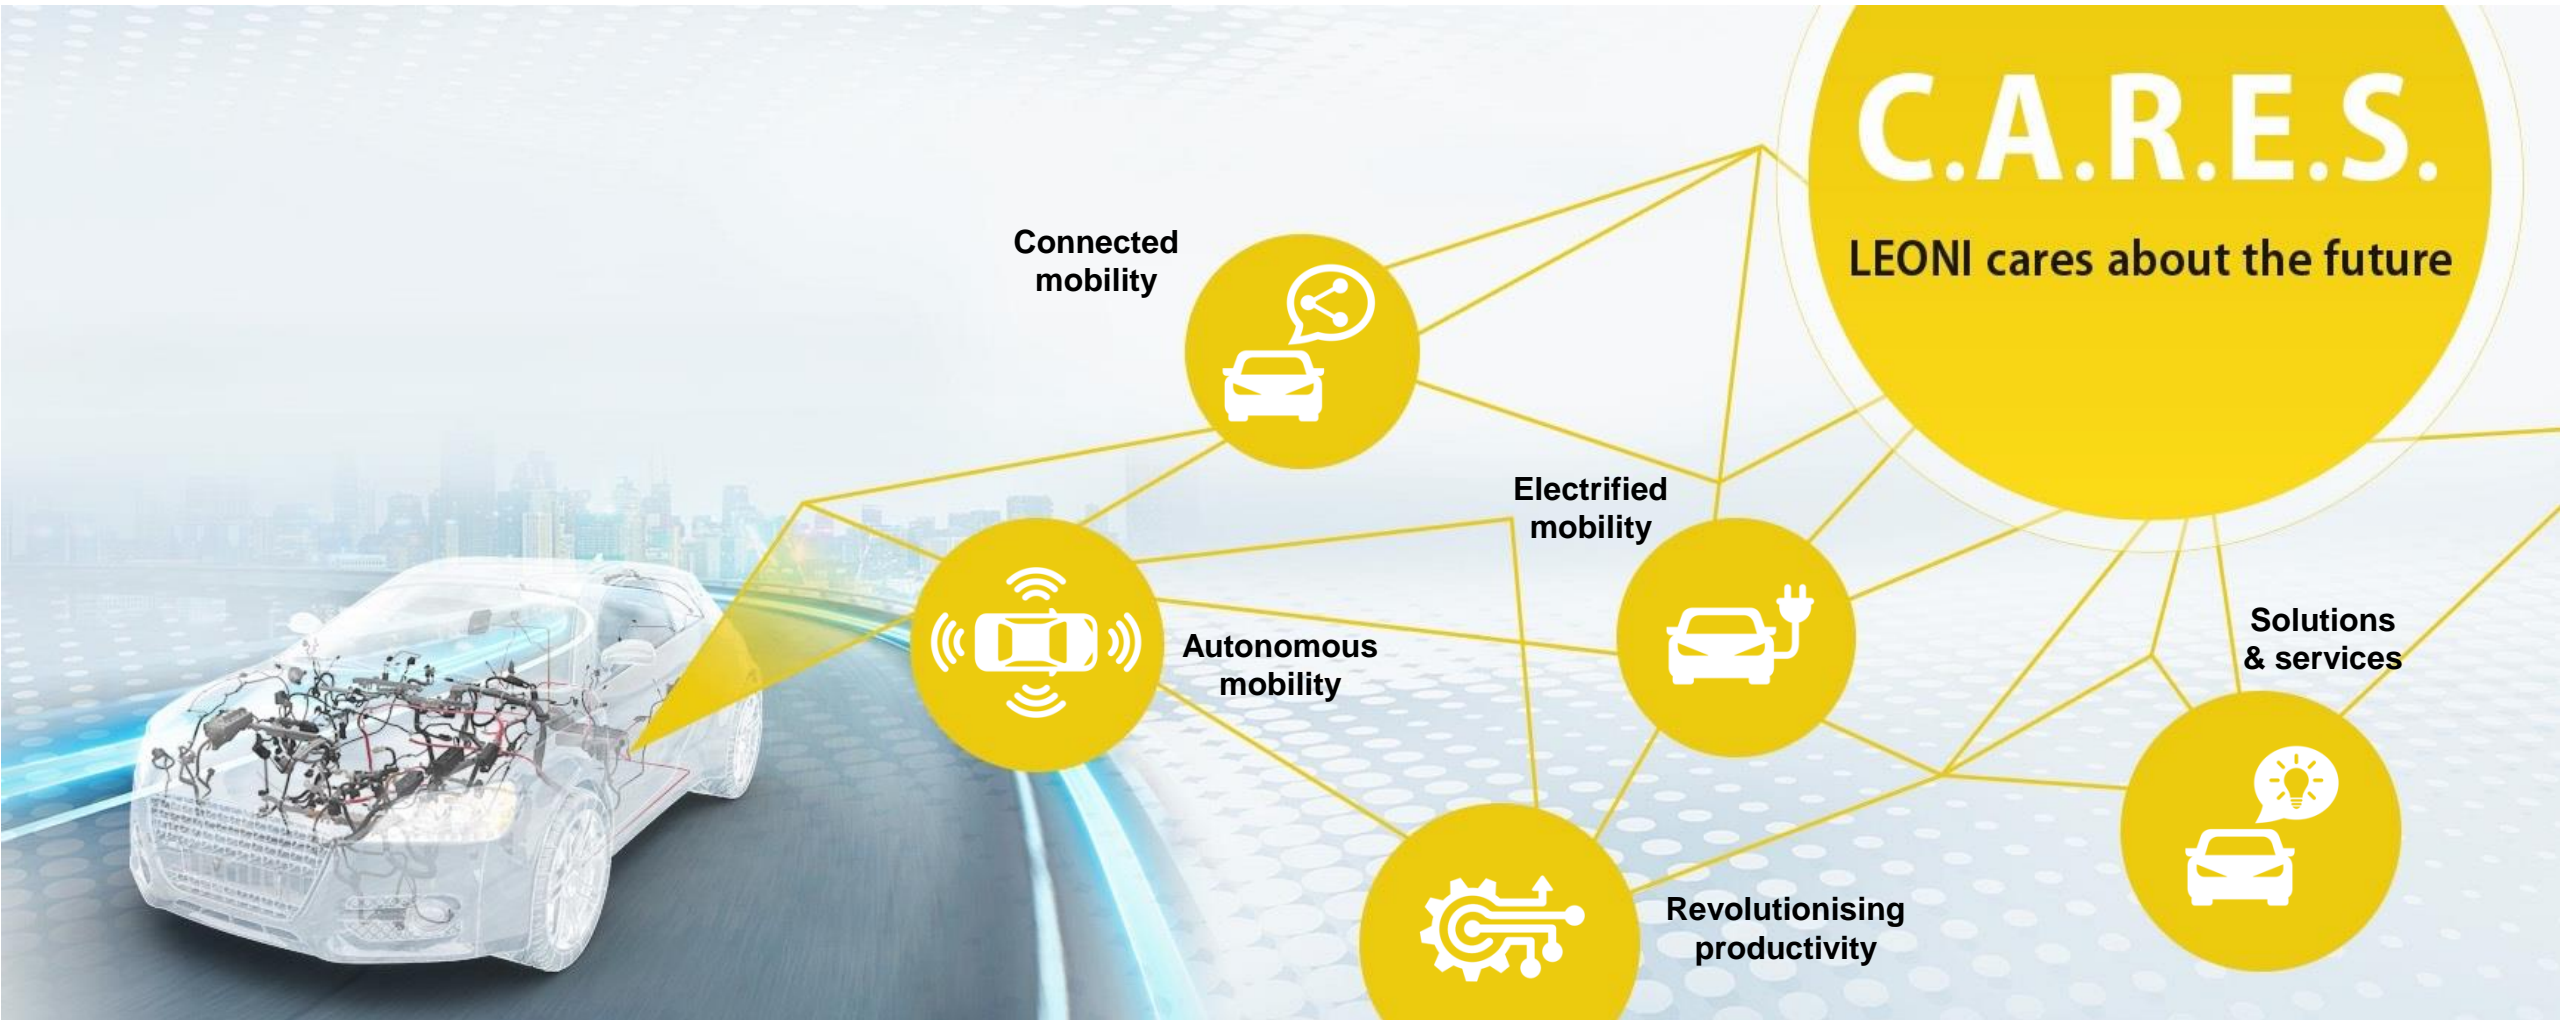 C.A.R.E.S.
LEONI cares about the future
Connected
mobility
Electrified
mobility
Autonomous
mobility
Solutions
& services
Revolutionising
productivity